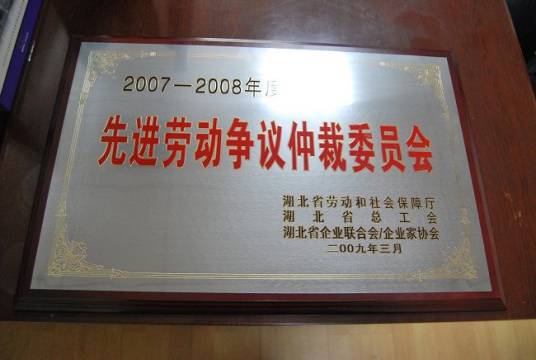 2007—2008年度
先进劳动争议仲裁委员会
湖北省劳动和社会保障厅
湖北省总工会
湖北省企业联合会/企业家协会
二00九年三月